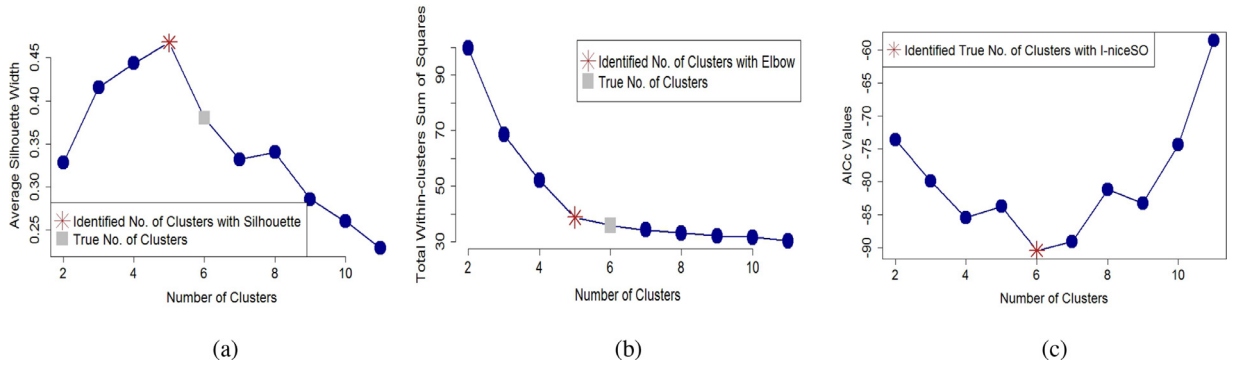 Average Silhouette Width
0.45
0.40
0.35
0.30
0.25
Identified No. of Clusters with Silhouette
True No. of Clusters
2 4 6 8 10
Number of Clusters
(a)
Total Within-clusters Sum of Squares
90
70
50
30
Identified No. of Clusters with Elbow
True No. of Clusters
2 4 6 8 10
Number of Clusters
(b)
AICc Values
-60
-65
-70
-75
-80
-85
-90
Identified True No. of Clusters with I-niceSO
2 4 6 8 10
Number of Clusters
(c)